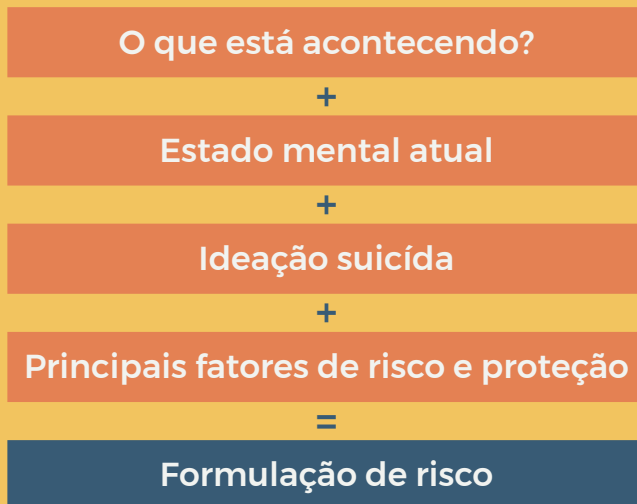 O que está acontecendo?
+
Estado mental atual
+
Ideação suicída
+
Principais fatores de risco e proteção
=
Formulação de risco